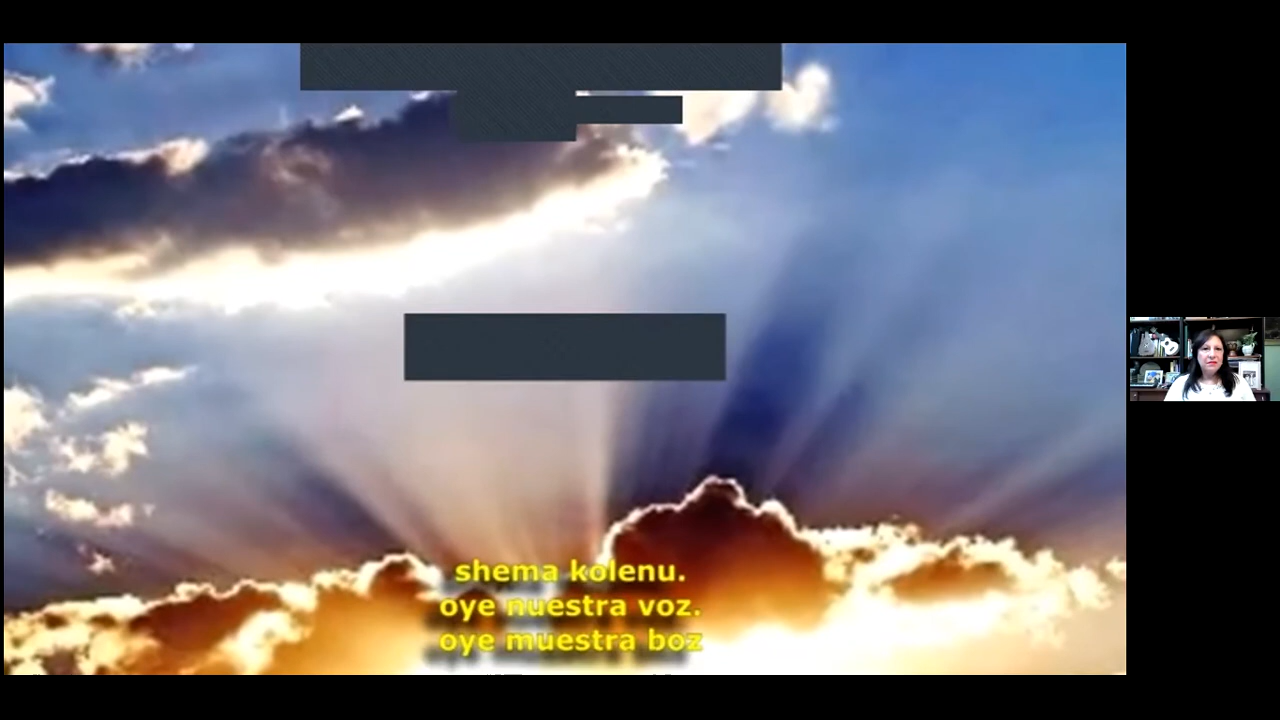 shema kolenu.
oye nuestra voz.
oye muestra boz